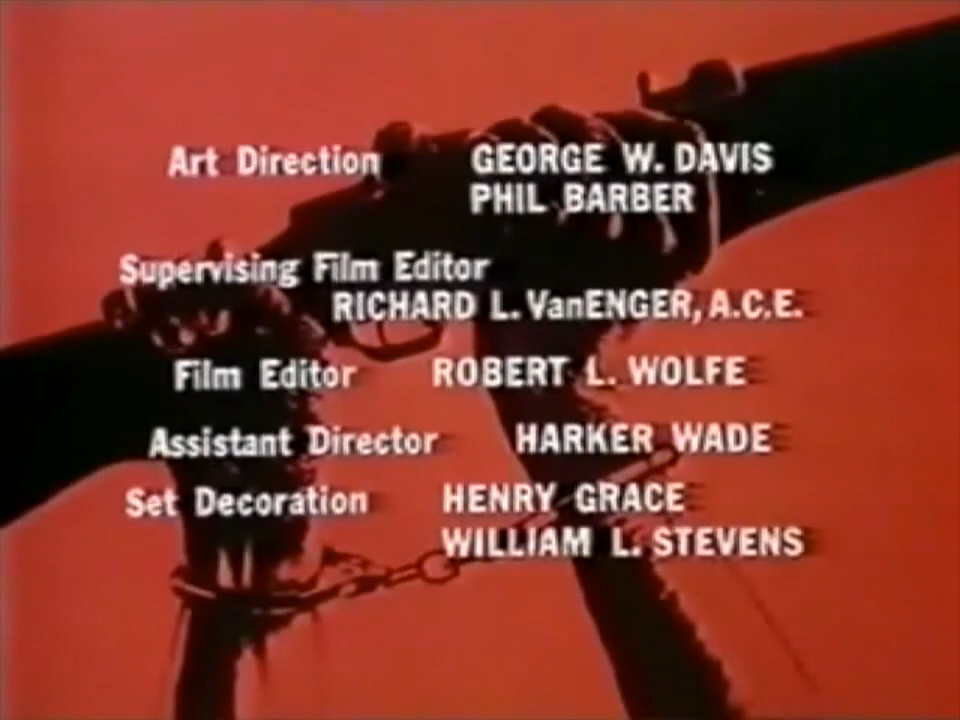 Art Direction GEORGE W. DAVIS
PHIL BARBER
Supervising Film Editor
RICHARD L. VanENGER, A.C.E.
Film Editor ROBERT L. WOLFE
Assistant Director HARKER WADE
Set Decoration HENRY GRACE
WILLIAM L. STEVENS